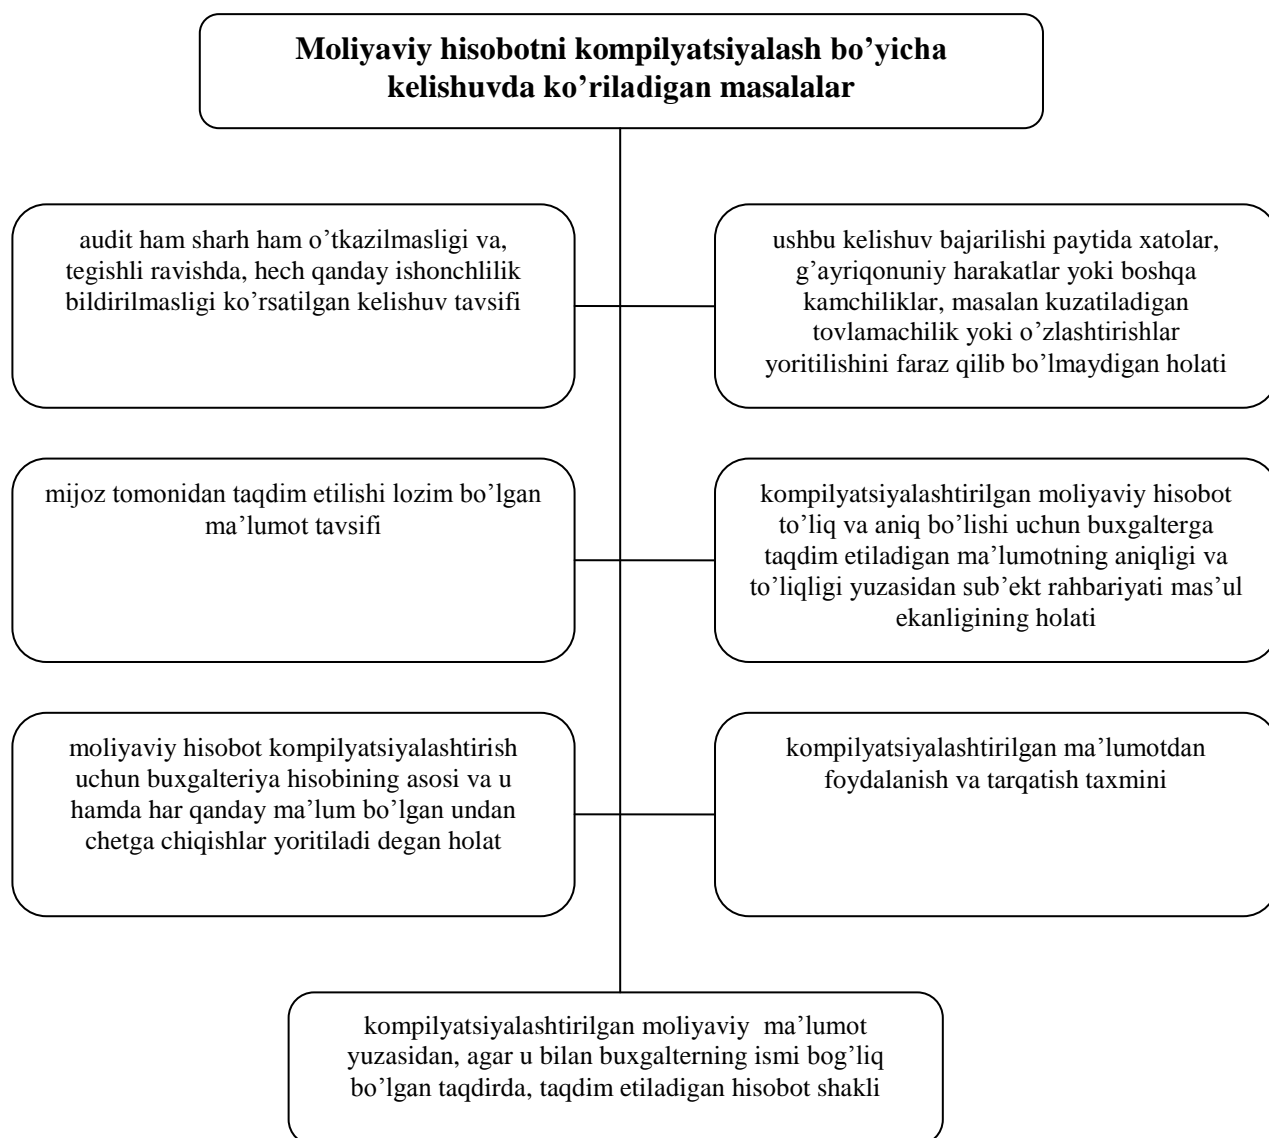 Moliyaviy hisobotni kompilyatsiyalash bo’yicha
kelishuvda ko’riladigan masalalar
audit ham sharh ham o’tkazilmasligi va,
tegishli ravishda, hech qanday ishonchlilik
bildirilmasligi ko’rsatilgan kelishuv tavsifi
ushbu kelishuv bajarilishi paytida xatolar,
g’ayriqonuniy harakatlar yoki boshqa
kamchiliklar, masalan kuzatiladigan
tovlamachilik yoki o’zlashtirishlar
yoritilishini faraz qilib bo’lmaydigan holati
mijoz tomonidan taqdim etilishi lozim bo’lgan
ma’lumot tavsifi
kompilyatsiyalashtirilgan moliyaviy hisobot
to’liq va aniq bo’lishi uchun buxgalterga
taqdim etiladigan ma’lumotning aniqligi va
to’liqligi yuzasidan sub’ekt rahbariyati mas’ul
ekanligining holati
moliyaviy hisobot kompilyatsiyalashtirish
uchun buxgalteriya hisobining asosi va u
hamda har qanday ma’lum bo’lgan undan
chetga chiqishlar yoritiladi degan holat
kompilyatsiyalashtirilgan ma’lumotdan
foydalanish va tarqatish taxmini
kompilyatsiyalashtirilgan moliyaviy  ma’lumot
yuzasidan, agar u bilan buxgalterning ismi bog’liq
bo’lgan taqdirda, taqdim etiladigan hisobot shakli